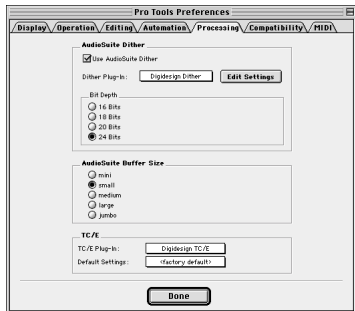 Pro Tools Preferences
Display Operation Editing Automation Processing Compatibility MIDI
AudioSuite Dither
Use AudioSuite Dither
Dither Plug-In: Digidesign Dither Edit Settings
Bit Depth
16 Bits
18 Bits
20 Bits
24 Bits
AudioSuite Buffer Size
mini
small
medium
large
jumbo
TC/E
TC/E Plug-In: Digidesign TC/E
Default Settings: <factory default>
Done